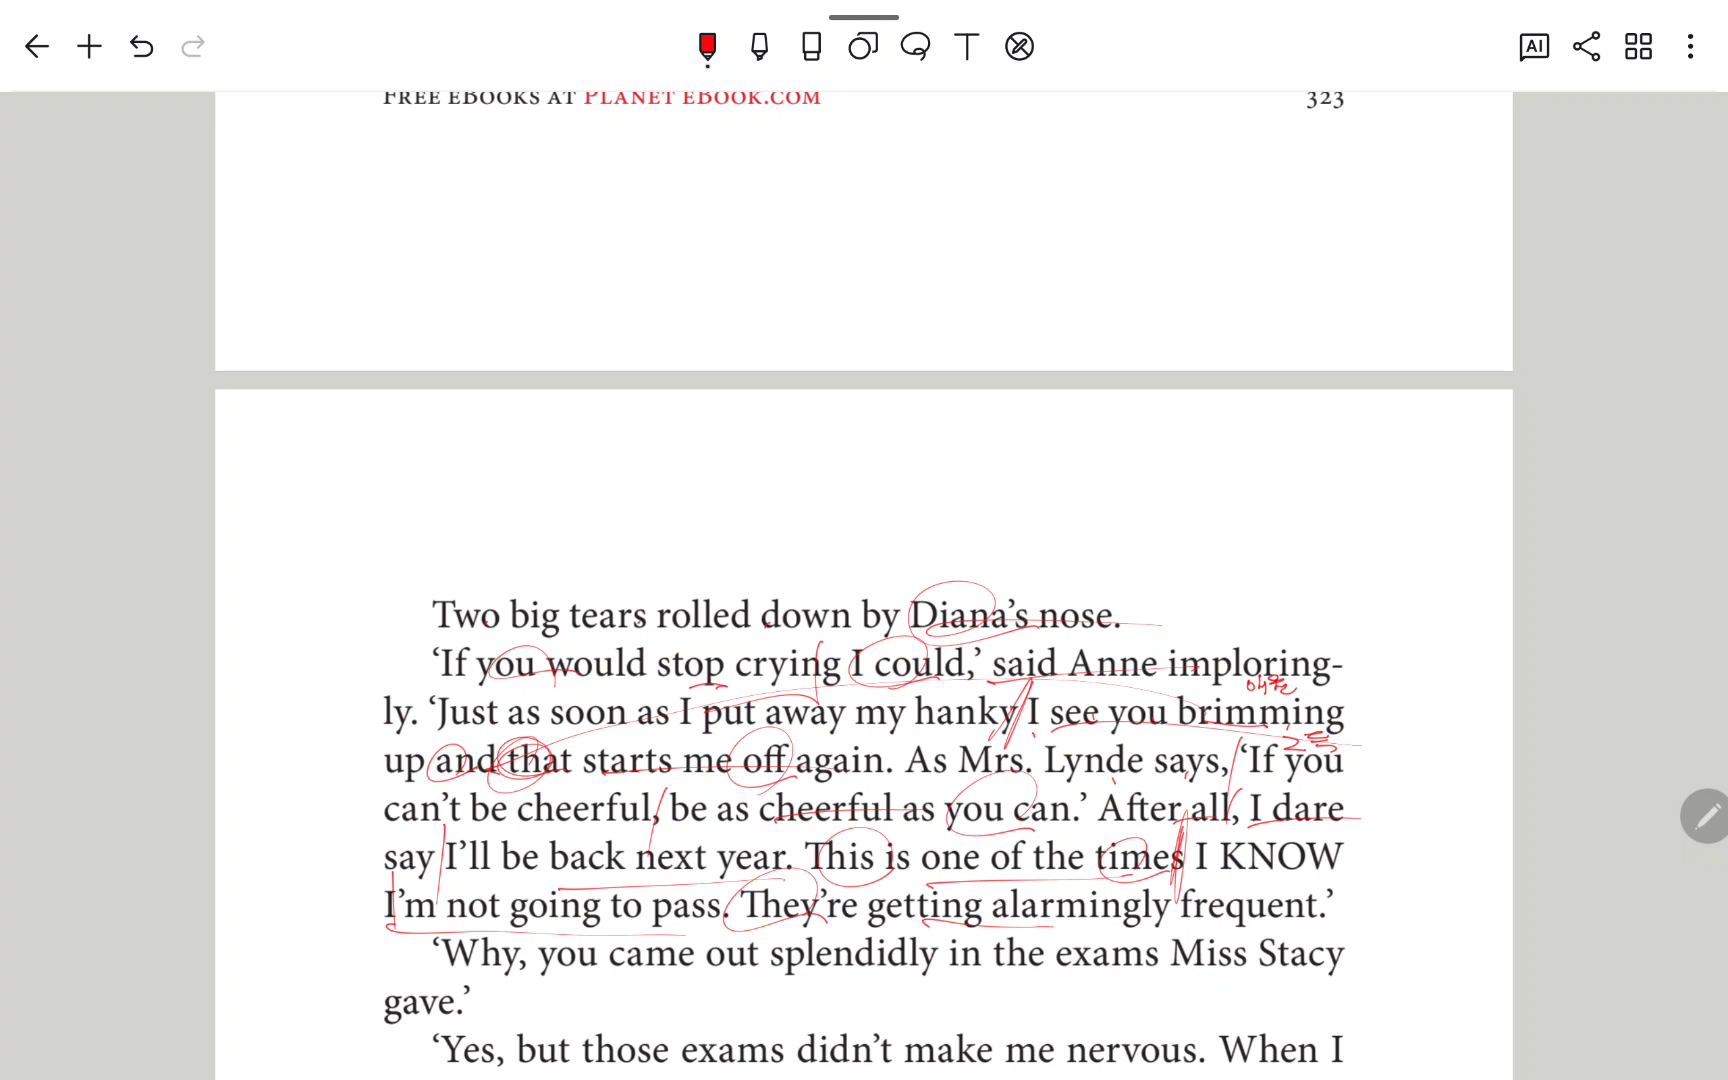 AI
FREE EBOOKS AT PLANET EBOOK.COM 323
Two big tears rolled down by Diana's nose.
‘If you would stop crying I could,’ said Anne imploring-
ly. ‘Just as soon as I put away my hanky I see you brimming
up and that starts me off again. As Mrs. Lynde says, ‘If you
can't be cheerful, be as cheerful as you can.’ After all, I dare
say I'll be back next year. This is one of the times I KNOW
I'm not going to pass. They're getting alarmingly frequent.’
‘Why, you came out splendidly in the exams Miss Stacy
gave.’
‘Yes, but those exams didn't make me nervous. When I